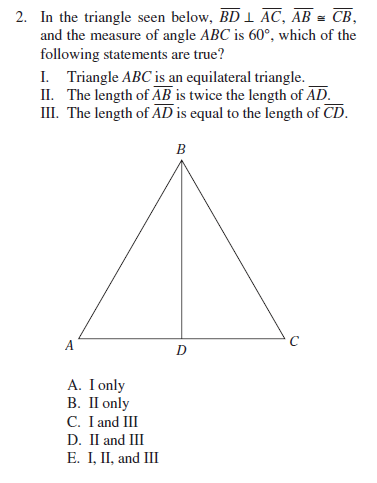 2. In the triangle seen below, BD ⊥ AC, AB ≅ CB,
and the measure of angle ABC is 60°, which of the
following statements are true?
I. Triangle ABC is an equilateral triangle.
II. The length of AB is twice the length of AD.
III. The length of AD is equal to the length of CD.
B
A
D
C
A. I only
B. II only
C. I and III
D. II and III
E. I, II, and III